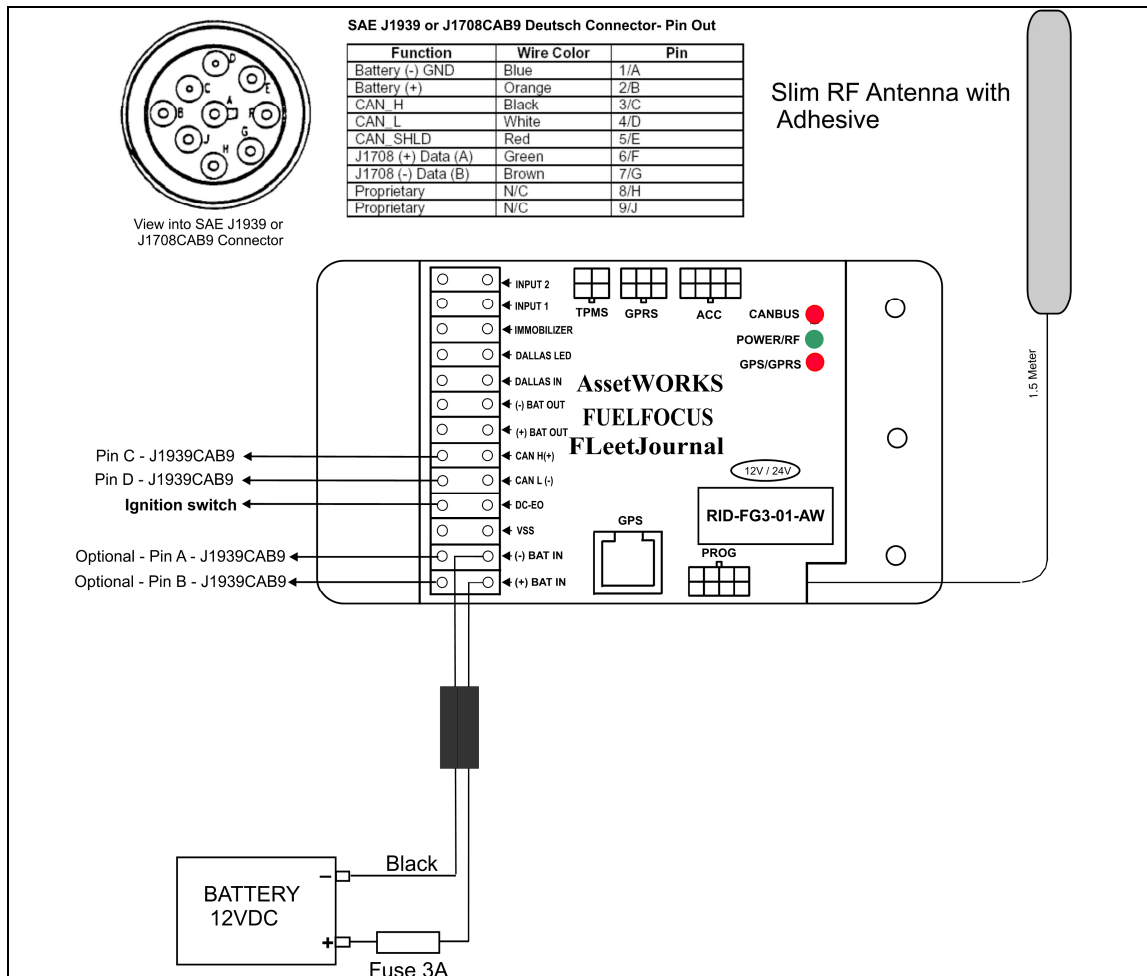 SAE J1939 or J1708CAB9 Deutsch Connector- Pin Out
Function Wire Color Pin
Battery (-) GND Blue 1/A
Battery (+) Orange 2/B
CAN_H Black 3/C
CAN_L White 4/D
CAN_SHLD Red 5/E
J1708 (+) Data (A) Green 6/F
J1708 (-) Data (B) Brown 7/G
Proprietary N/C 8/H
Proprietary N/C 9/J
D
E
C
A
B
F
G
J
H
View into SAE J1939 or
J1708CAB9 Connector
Slim RF Antenna with
Adhesive
1.5 Meter
INPUT 2
INPUT 1
IMMOBILIZER
DALLAS LED
DALLAS IN
(-) BAT OUT
(+) BAT OUT
CAN H(+)
CAN L (-)
DC-EO
VSS
(-) BAT IN
(+) BAT IN
TPMS GPRS ACC
CANBUS
POWER/RF
GPS/GPRS
AssetWORKS
FUELFOCUS
FLeetJournal
12V / 24V
RID-FG3-01-AW
GPS
PROG
Pin C - J1939CAB9
Pin D - J1939CAB9
Ignition switch
Optional - Pin A - J1939CAB9
Optional - Pin B - J1939CAB9
Black
BATTERY
12VDC
–
+
Fuse 3A